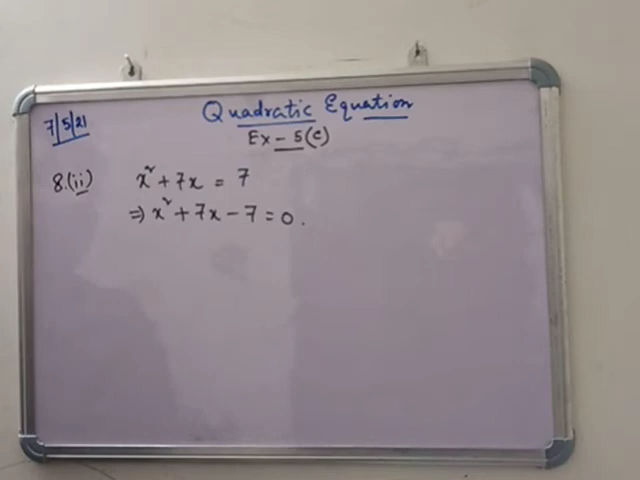 Quadratic Equation
7/5/21
Ex - 5(c)
8.(ii) x² + 7x = 7
⇒ x² + 7x - 7 = 0.